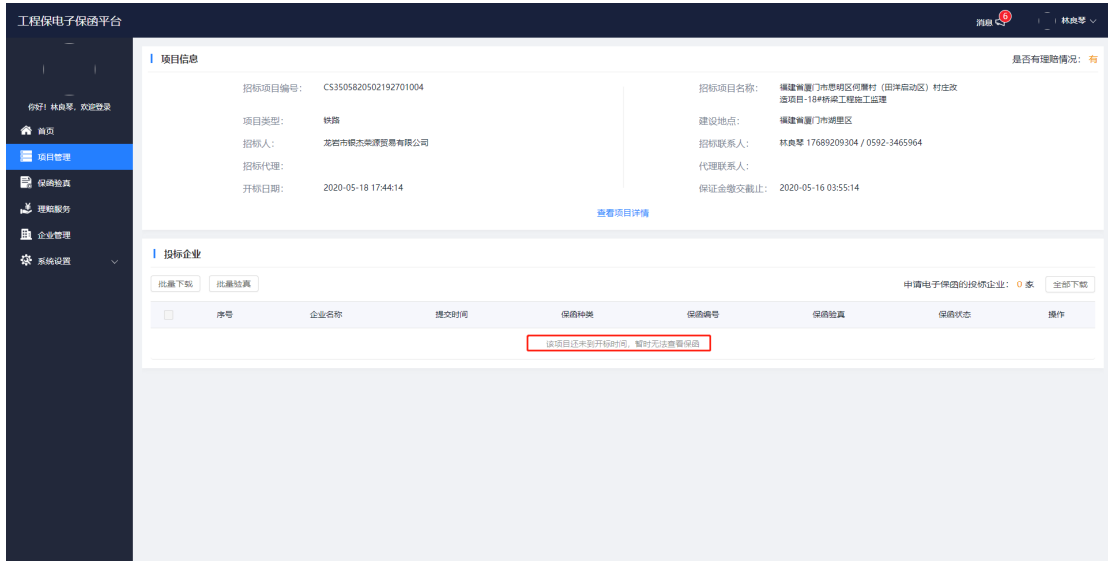 工程保电子保函平台
消息 6
林良琴
你好！林良琴，欢迎登录
首页
项目管理
保函验真
理赔服务
企业管理
系统设置
项目信息
是否有理赔情况： 有
招标项目编号： CS3505820502192701004
招标项目名称： 福建省厦门市思明区何厝村（田洋启动区）村庄改
造项目-18#桥梁工程施工监理
项目类型： 铁路
建设地点： 福建省厦门市湖里区
招标人： 龙岩市银杰荣源贸易有限公司
招标联系人： 林良琴 17689209304 / 0592-3465964
招标代理：
代理联系人：
开标日期： 2020-05-18 17:44:14
保证金缴交截止： 2020-05-16 03:55:14
查看项目详情
投标企业
批量下载 批量验真
申请电子保函的投标企业： 0 家 全部下载
序号 企业名称 提交时间 保函种类 保函编号 保函验真 保函状态 操作
该项目还未到开标时间，暂时无法查看保函